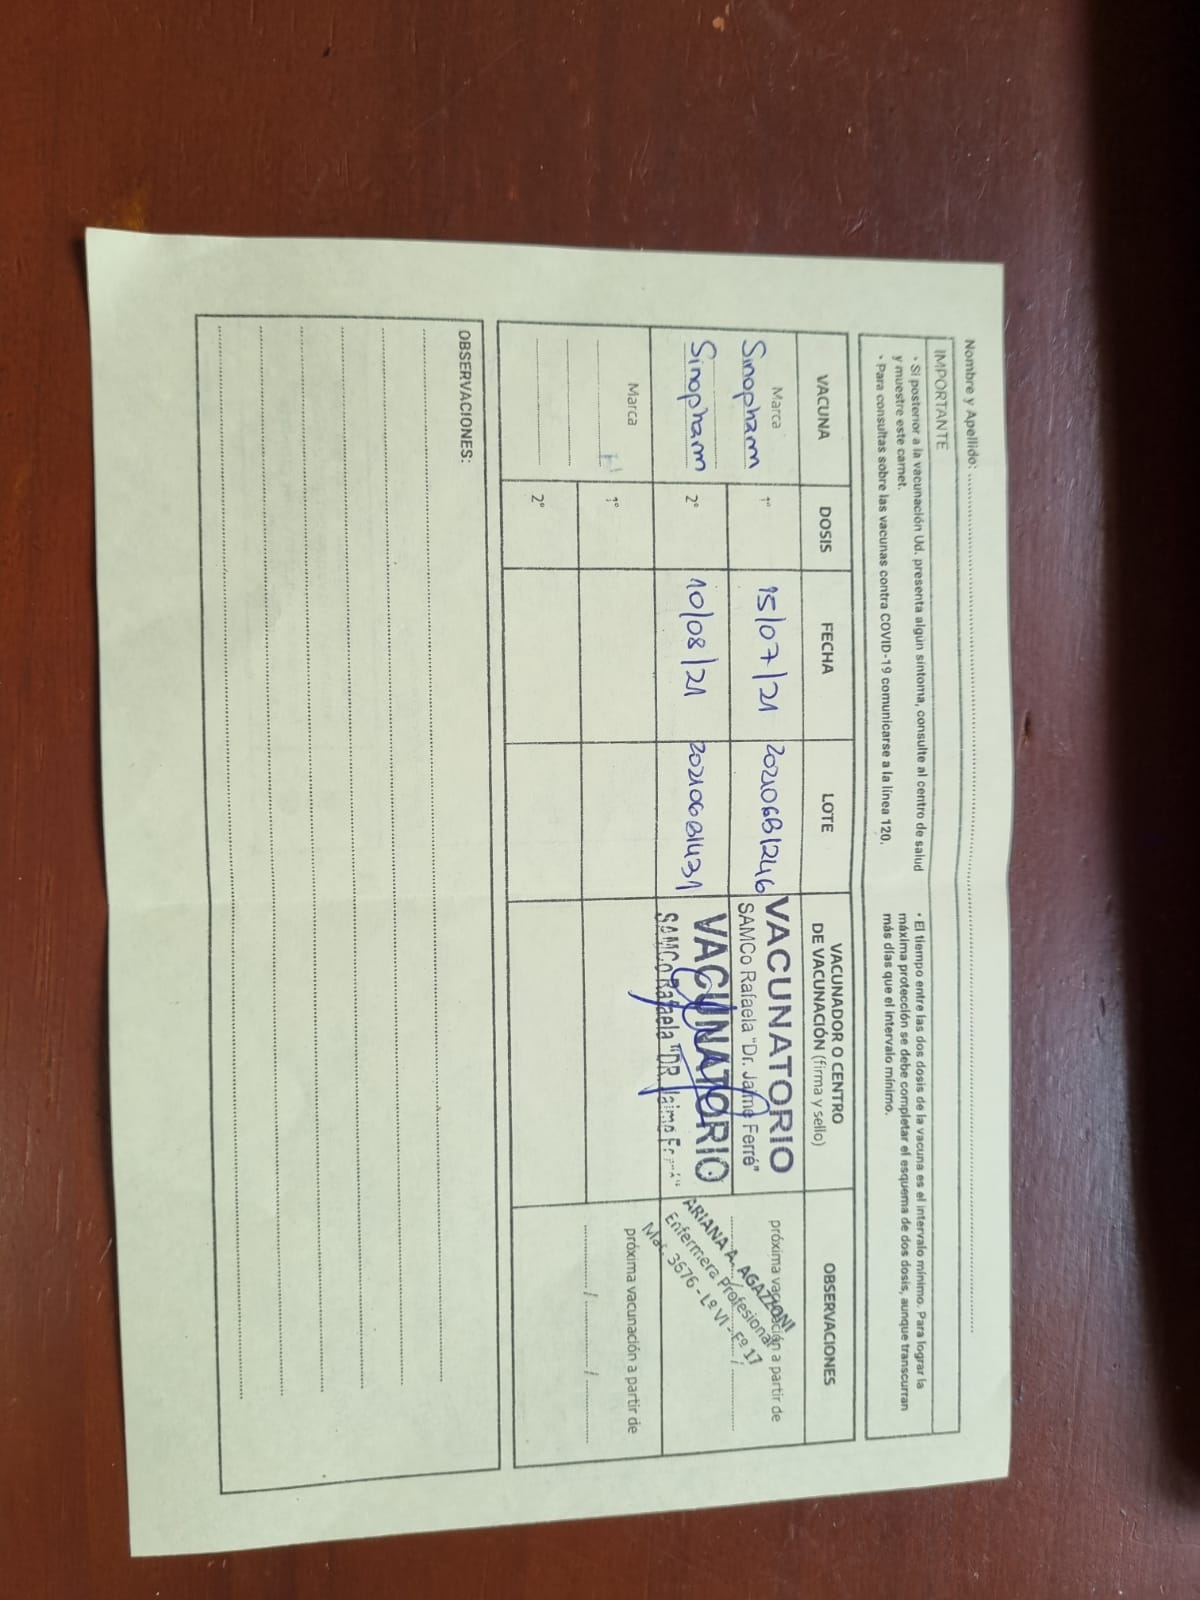 Nombre y Apellido:
IMPORTANTE
• Si posterior a la vacunación Ud. presenta algún síntoma, consulte al centro de salud
y muestre este carnet.
• Para consultas sobre las vacunas contra COVID-19 comunicarse a la línea 120.
• El tiempo entre las dos dosis de la vacuna es el intervalo mínimo. Para lograr la
máxima protección se debe completar el esquema de dos dosis, aunque transcurran
más días que el intervalo mínimo.
VACUNA
DOSIS
FECHA
LOTE
VACUNADOR O CENTRO
DE VACUNACIÓN (firma y sello)
OBSERVACIONES
Marca
Sinopharm
1º
15/07/21
202106B1246
VACUNATORIO
SAMCo Rafaela "Dr. Jaime Ferré"
próxima vacunación a partir de
Sinopharm
2º
10/08/21
202106B1431
VACUNATORIO
SAMCo Rafaela "DR. Jaime Ferré"
ARIANA A. AGAZZONI
Enfermera Profesional
Mat. 3676 - Lº VI - Fº 17
Marca
1º
próxima vacunación a partir de
2º
OBSERVACIONES: